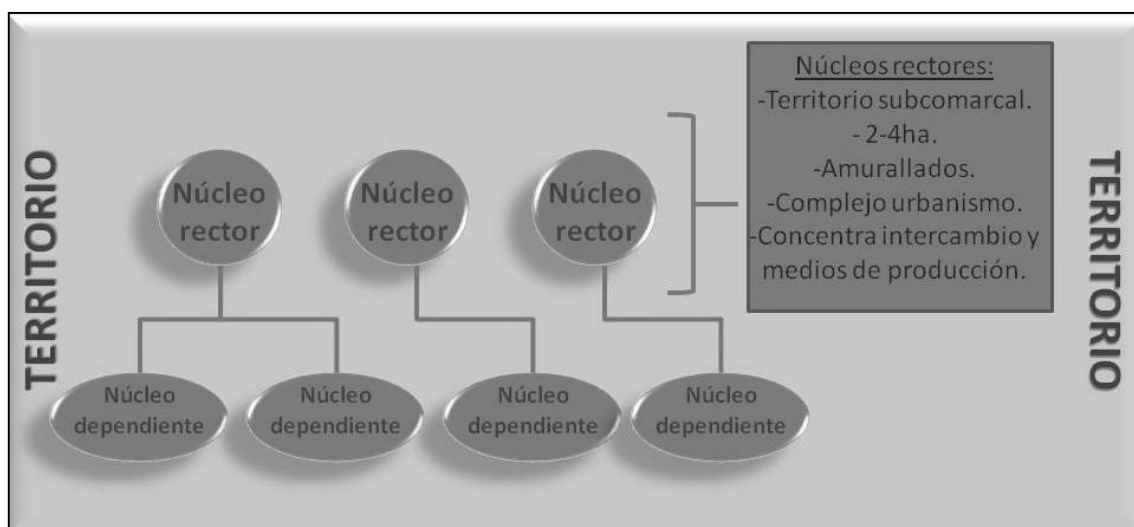 TERRITORIO
Núcleo
rector
Núcleo
rector
Núcleo
rector
Núcleos rectores:
-Territorio subcomarcal.
- 2-4ha.
-Amurallados.
-Complejo urbanismo.
-Concentra intercambio y
medios de producción.
TERRITORIO
Núcleo
dependiente
Núcleo
dependiente
Núcleo
dependiente
Núcleo
dependiente